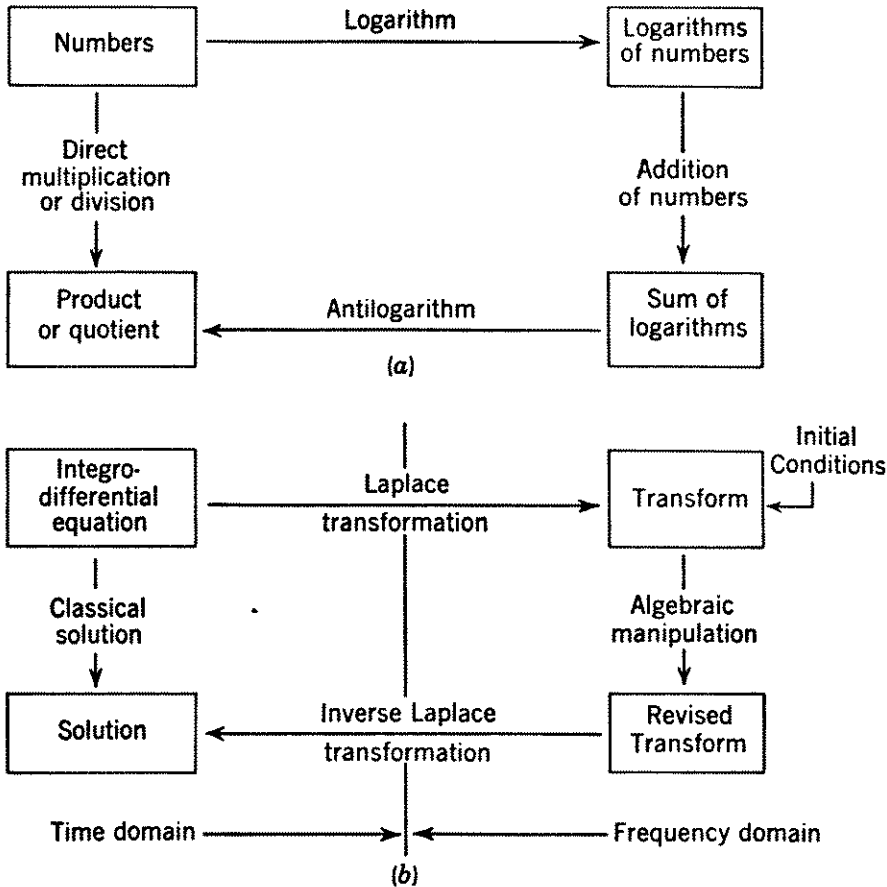 Numbers
Logarithm
Logarithms
of numbers
Direct
multiplication
or division
Addition
of numbers
Product
or quotient
Antilogarithm
Sum of
logarithms
(a)
Integro-
differential
equation
Laplace
transformation
Transform
Initial
Conditions
Classical
solution
Algebraic
manipulation
Solution
Inverse Laplace
transformation
Revised
Transform
Time domain
Frequency domain
(b)